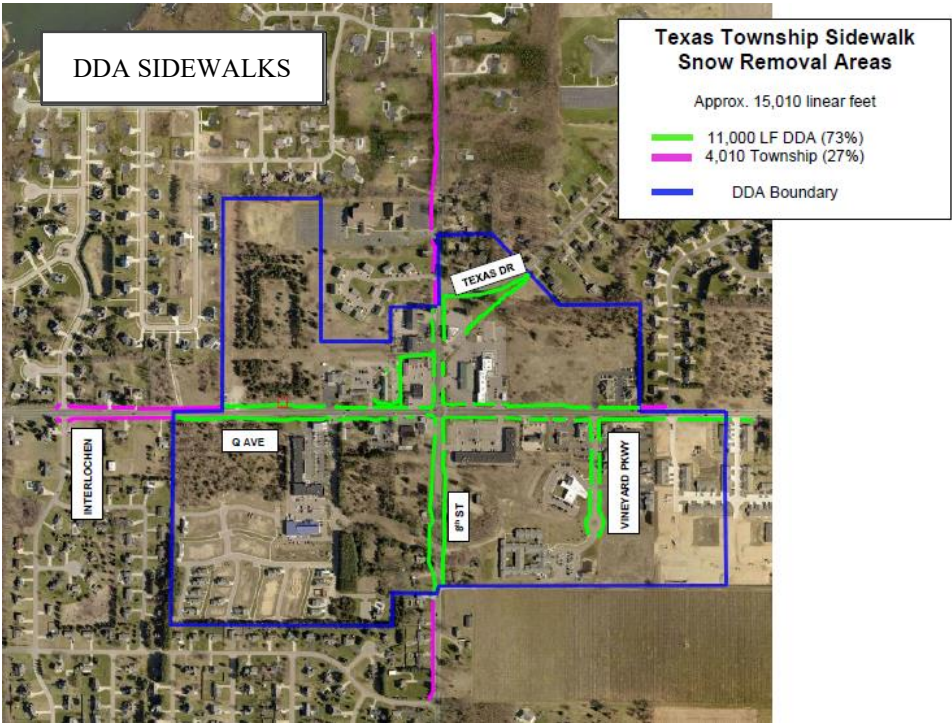 DDA SIDEWALKS
Texas Township Sidewalk
Snow Removal Areas
Approx. 15,010 linear feet
11,000 LF DDA (73%)
4,010 Township (27%)
DDA Boundary
TEXAS DR
Q AVE
INTERLOCHEN
8th ST
VINEYARD PKWY